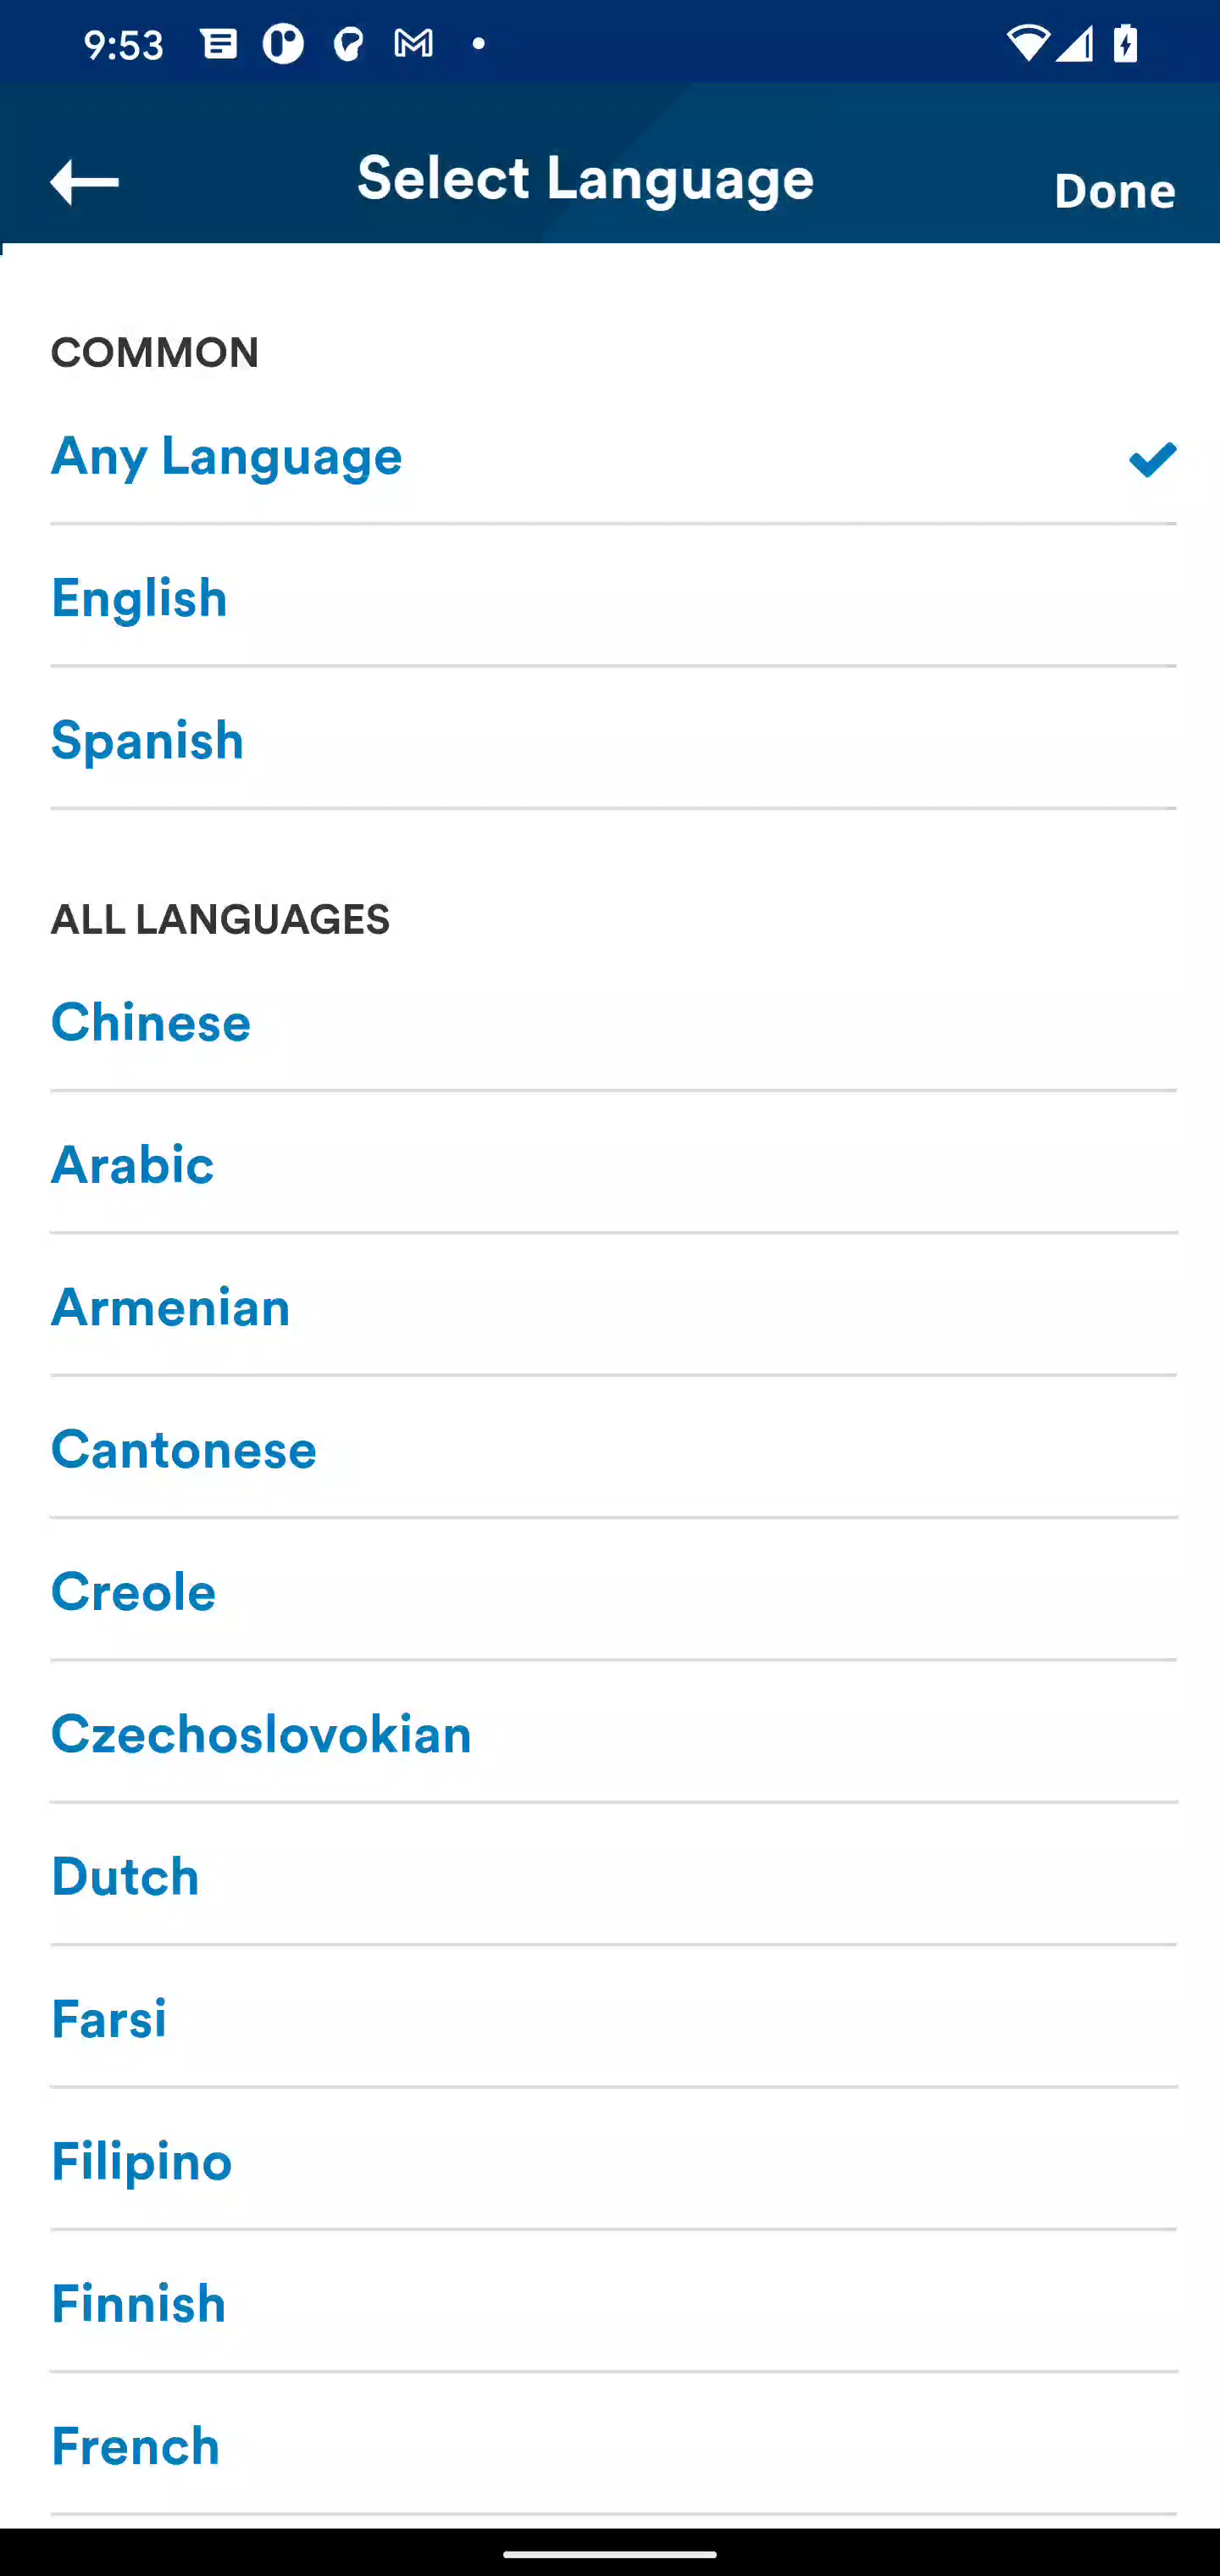 9:53
Select Language
Done
COMMON
Any Language
English
Spanish
ALL LANGUAGES
Chinese
Arabic
Armenian
Cantonese
Creole
Czechoslovokian
Dutch
Farsi
Filipino
Finnish
French